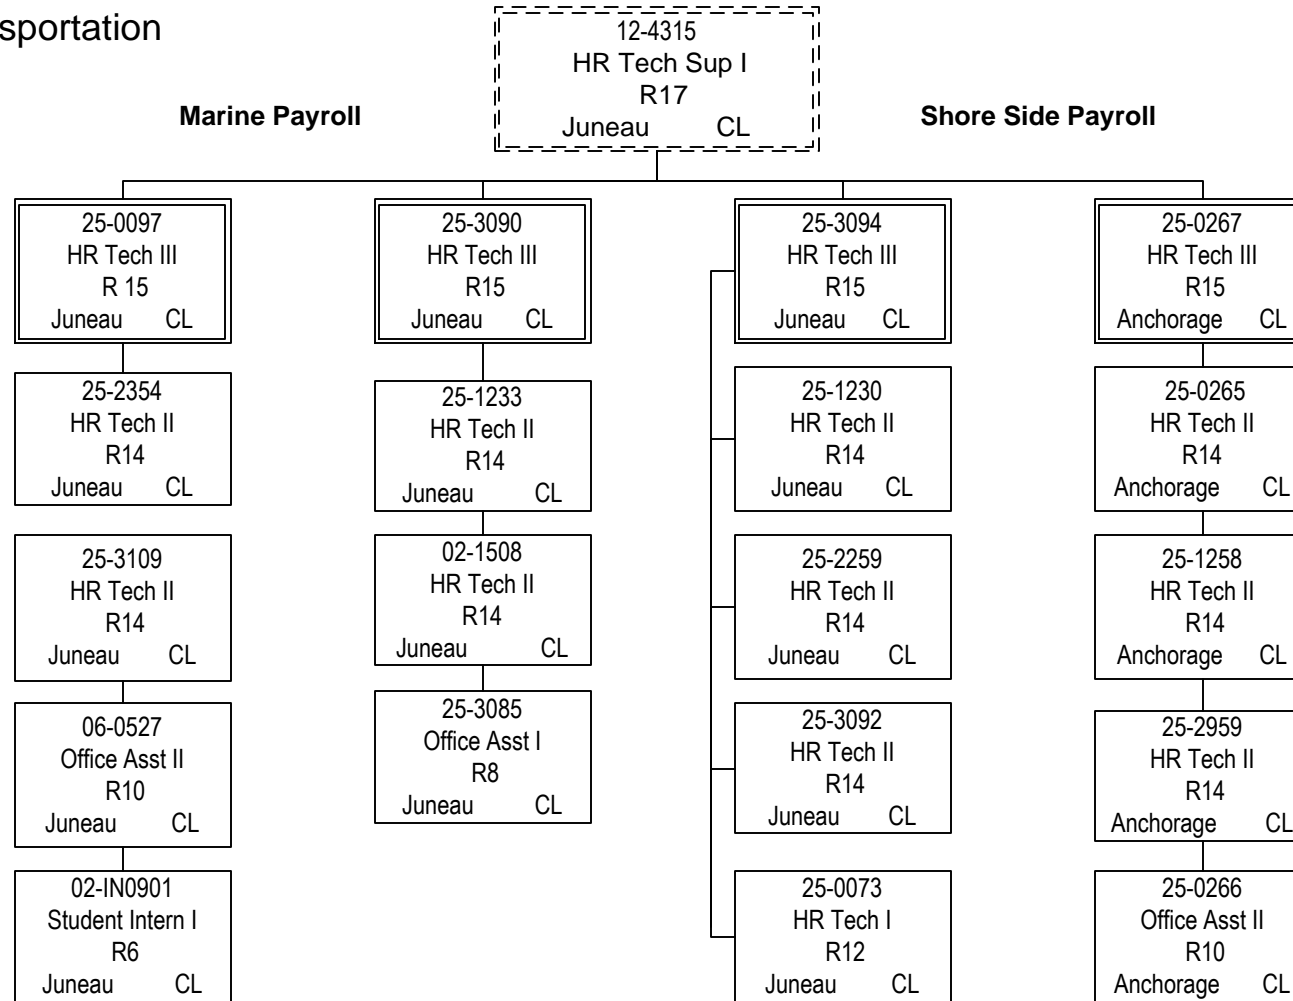 sportation
12-4315
HR Tech Sup I
R17
Juneau CL
Marine Payroll
Shore Side Payroll
25-0097
HR Tech III
R 15
Juneau CL
25-2354
HR Tech II
R14
Juneau CL
25-3109
HR Tech II
R14
Juneau CL
06-0527
Office Asst II
R10
Juneau CL
02-IN0901
Student Intern I
R6
Juneau CL
25-3090
HR Tech III
R15
Juneau CL
25-1233
HR Tech II
R14
Juneau CL
02-1508
HR Tech II
R14
Juneau CL
25-3085
Office Asst I
R8
Juneau CL
25-3094
HR Tech III
R15
Juneau CL
25-1230
HR Tech II
R14
Juneau CL
25-2259
HR Tech II
R14
Juneau CL
25-3092
HR Tech II
R14
Juneau CL
25-0073
HR Tech I
R12
Juneau CL
25-0267
HR Tech III
R15
Anchorage CL
25-0265
HR Tech II
R14
Anchorage CL
25-1258
HR Tech II
R14
Anchorage CL
25-2959
HR Tech II
R14
Anchorage CL
25-0266
Office Asst II
R10
Anchorage CL